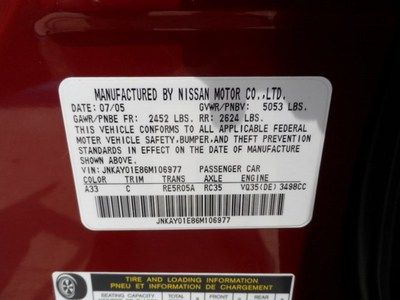 MANUFACTURED BY NISSAN MOTOR CO.,LTD.
DATE: 07/05 GVWR/PNBV: 5053 LBS.
GAWR/PNBE FR: 2452 LBS. RR: 2624 LBS.
THIS VEHICLE CONFORMS TO ALL APPLICABLE FEDERAL
MOTOR VEHICLE SAFETY,BUMPER,AND THEFT PREVENTION
STANDARDS IN EFFECT ON THE DATE OF MANUFACTURE
SHOWN ABOVE.
VIN: JNKAY01E86M106977 PASSENGER CAR
COLOR TRIM TRANS AXLE ENGINE
A33 C RE5R05A RC35 VQ35(DE) 3498CC
JNKAY01E86M106977
TIRE AND LOADING INFORMATION
PNEU ET INFORMATION DE CHARGEMENT
SEATING CAPACITY